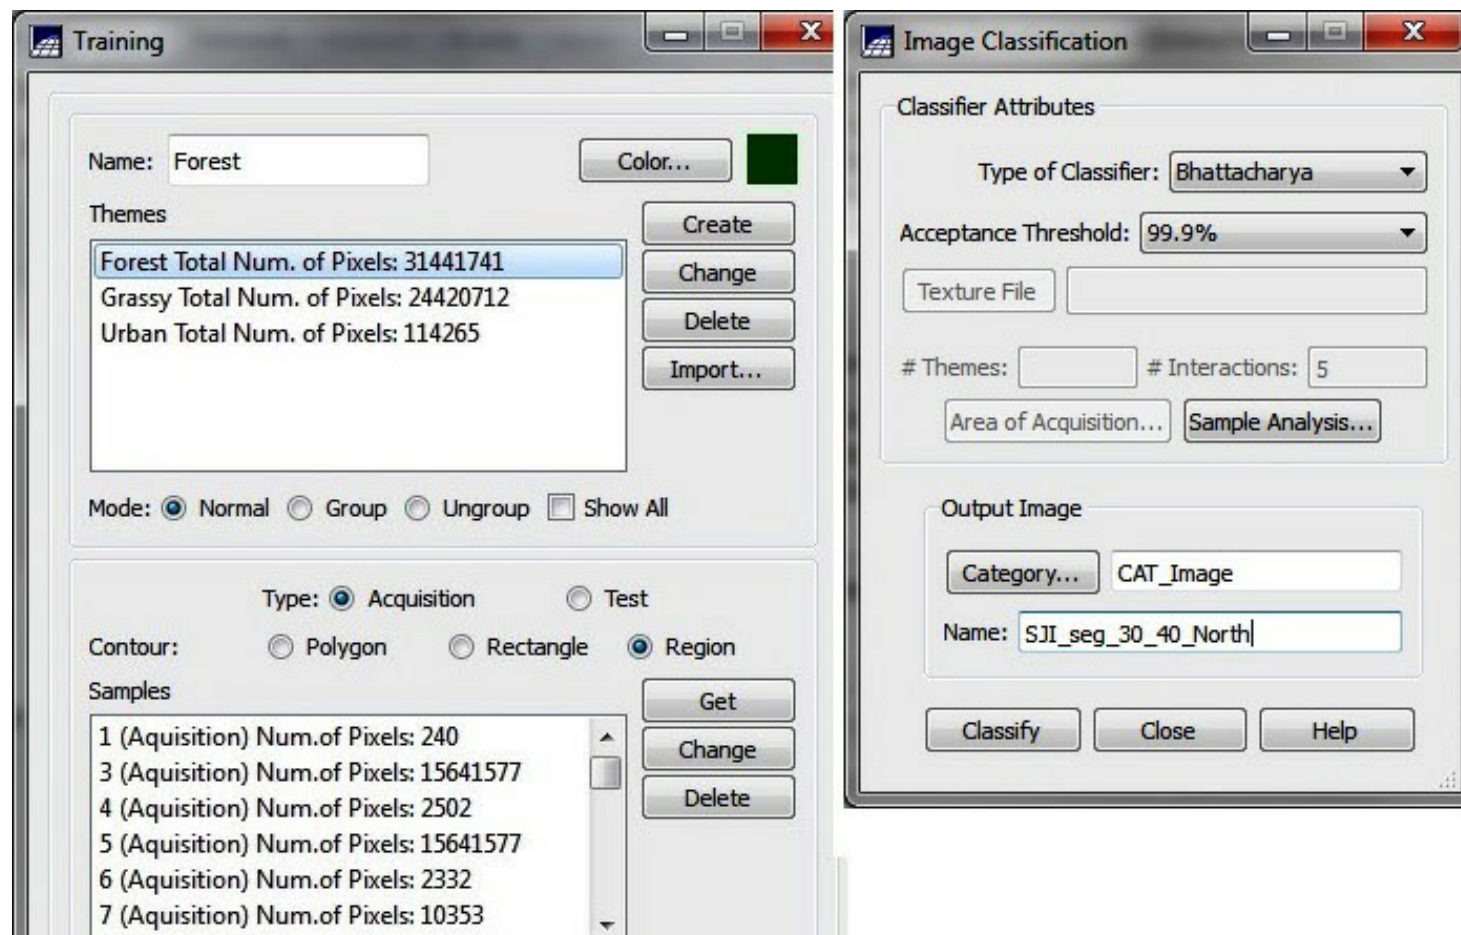 Training
Name: Forest Color...
Themes
Forest Total Num. of Pixels: 31441741
Grassy Total Num. of Pixels: 24420712
Urban Total Num. of Pixels: 114265
Create
Change
Delete
Import...
Mode: Normal Group Ungroup Show All
Type: Acquisition Test
Contour: Polygon Rectangle Region
Samples
1 (Aquisition) Num.of Pixels: 240
3 (Aquisition) Num.of Pixels: 15641577
4 (Aquisition) Num.of Pixels: 2502
5 (Aquisition) Num.of Pixels: 15641577
6 (Aquisition) Num.of Pixels: 2332
7 (Aquisition) Num.of Pixels: 10353
Get
Change
Delete
Image Classification
Classifier Attributes
Type of Classifier: Bhattacharya
Acceptance Threshold: 99.9%
Texture File
# Themes: # Interactions: 5
Area of Acquisition... Sample Analysis...
Output Image
Category... CAT_Image
Name: SJI_seg_30_40_North
Classify Close Help